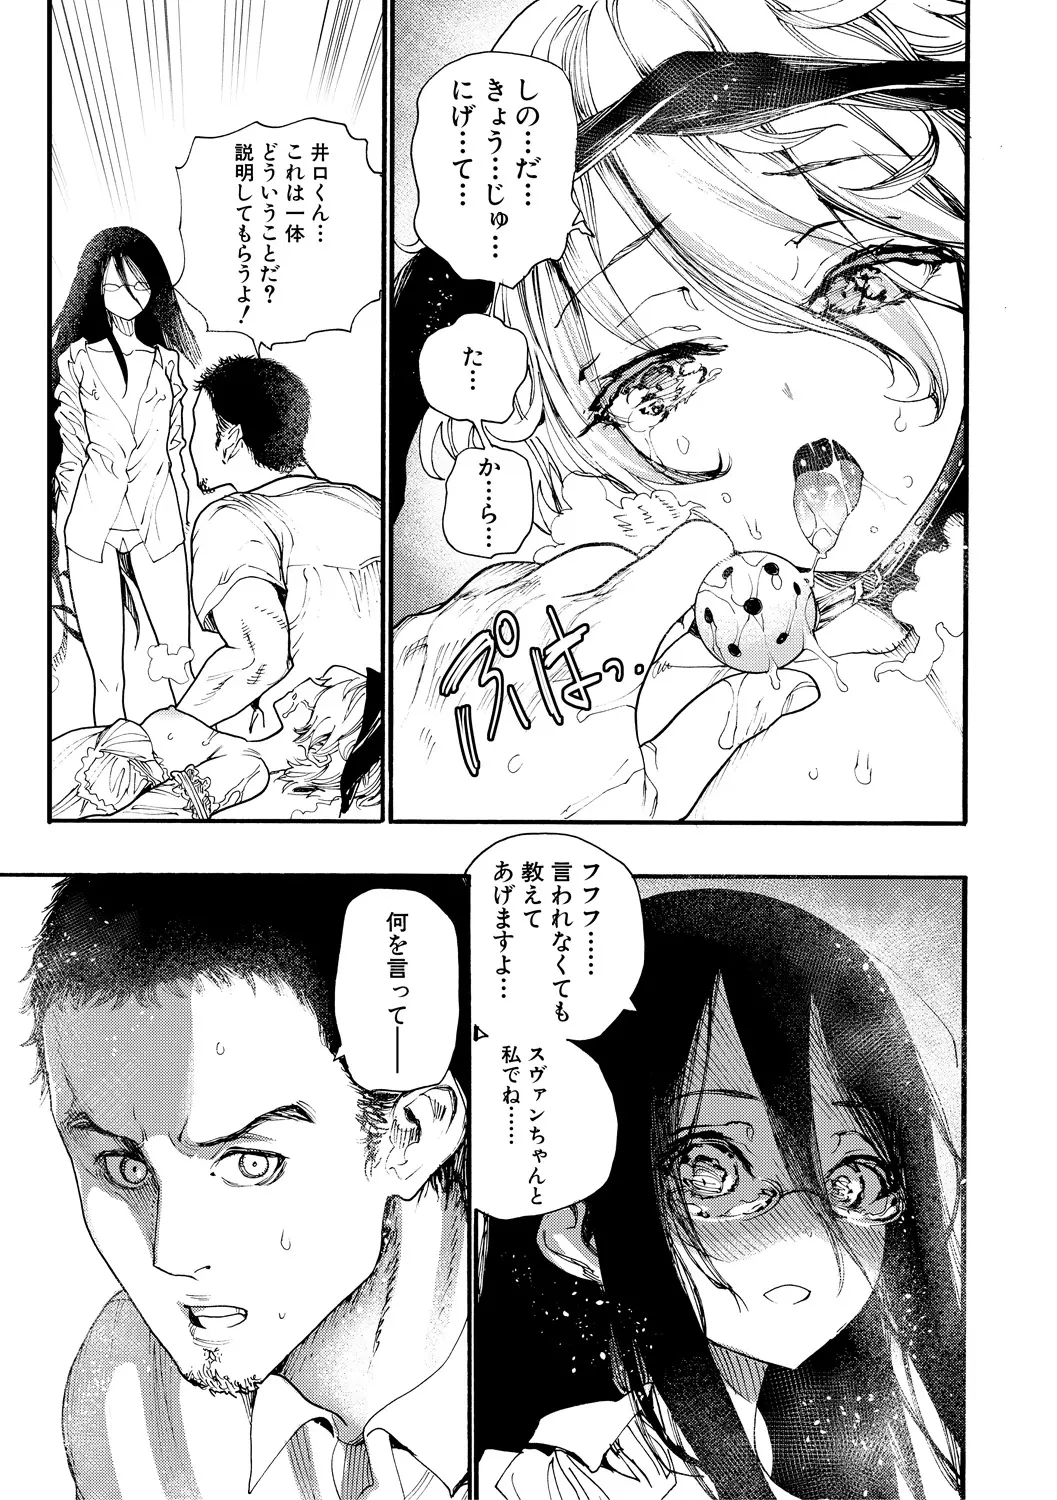 しの…だ…
きょう…じゅ…
にげ…て…
た…
か…ら…
ぷはっ
井口くん…
これは一体
どういうことだ？
説明してもらうよ！
フフフ……
言われなくても
教えて
あげますよ…
スヴァンちゃんと
私でね……
何を言って──